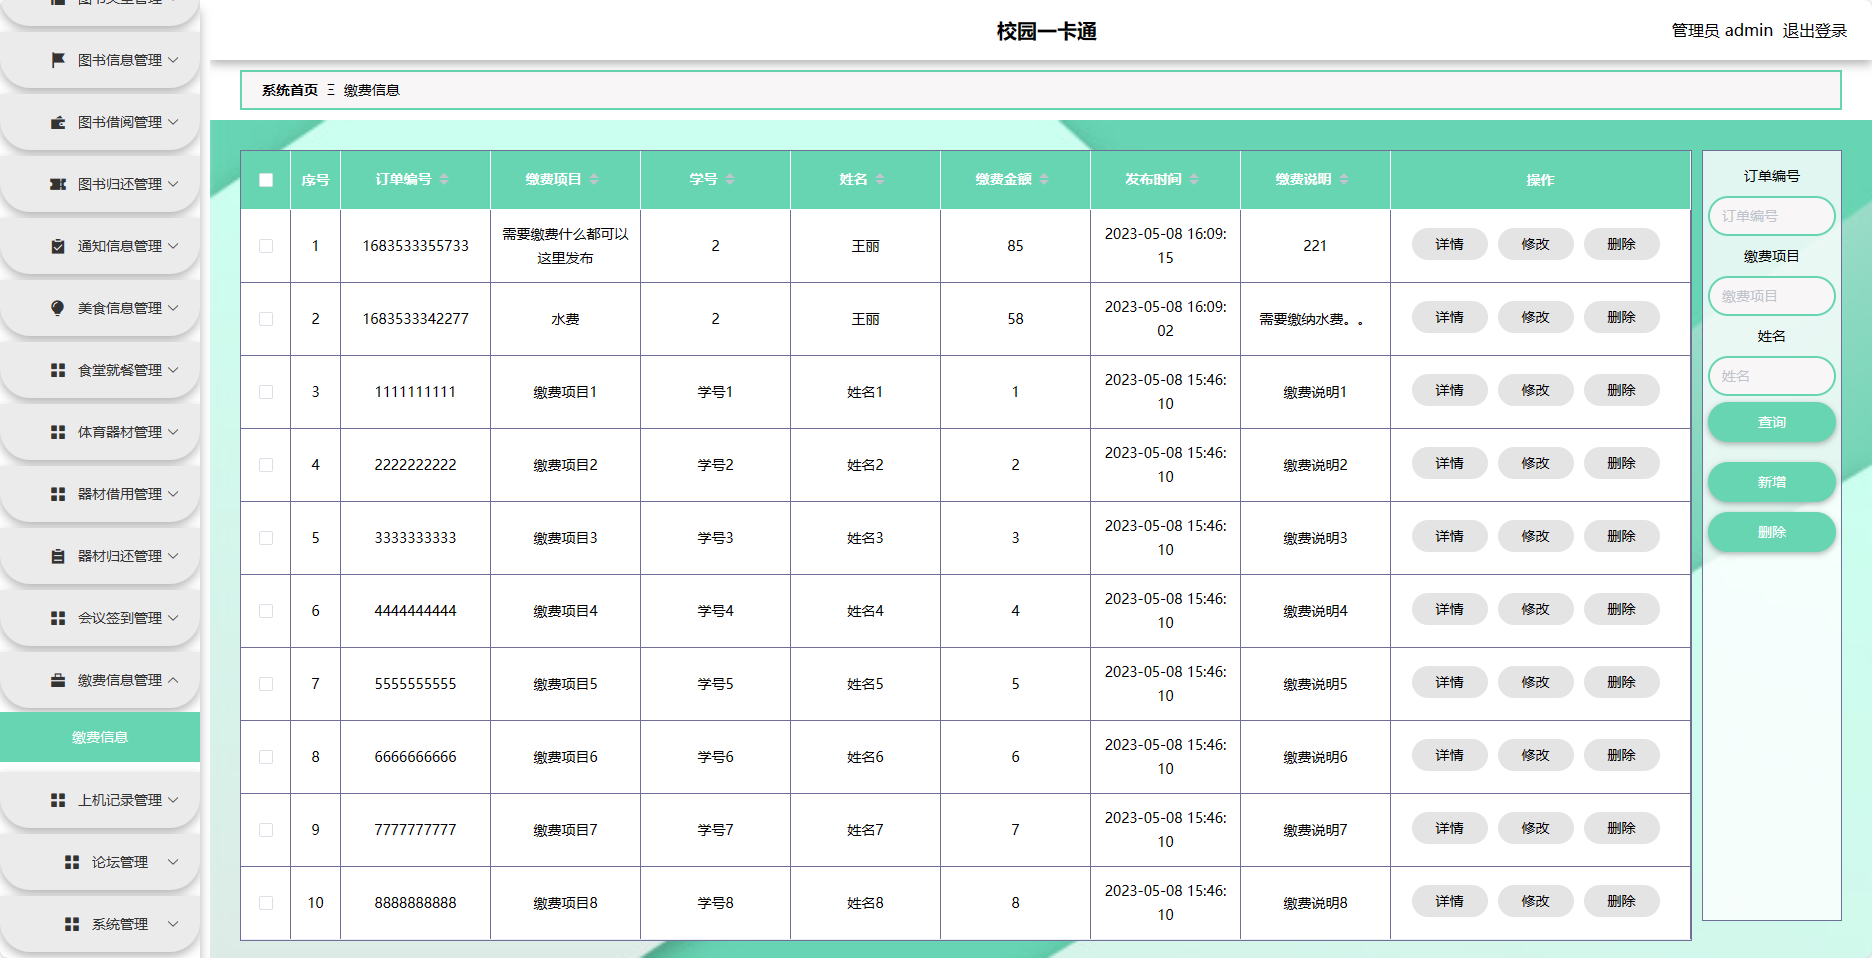 图书类型管理
图书信息管理
图书借阅管理
图书归还管理
通知信息管理
美食信息管理
食堂就餐管理
体育器材管理
器材借用管理
器材归还管理
会议签到管理
缴费信息管理
缴费信息
上机记录管理
论坛管理
系统管理
校园一卡通
管理员 admin 退出登录
系统首页 Ξ 缴费信息
序号 订单编号 缴费项目 学号 姓名 缴费金额 发布时间 缴费说明 操作
1 1683533355733 需要缴费什么都可以 2 王丽 85 2023-05-08 16:09: 221 详情 修改 删除
这里发布 15
2 1683533342277 水费 2 王丽 58 2023-05-08 16:09: 需要缴纳水费。。 详情 修改 删除
02
3 1111111111 缴费项目1 学号1 姓名1 1 2023-05-08 15:46: 缴费说明1 详情 修改 删除
10
4 2222222222 缴费项目2 学号2 姓名2 2 2023-05-08 15:46: 缴费说明2 详情 修改 删除
10
5 3333333333 缴费项目3 学号3 姓名3 3 2023-05-08 15:46: 缴费说明3 详情 修改 删除
10
6 4444444444 缴费项目4 学号4 姓名4 4 2023-05-08 15:46: 缴费说明4 详情 修改 删除
10
7 5555555555 缴费项目5 学号5 姓名5 5 2023-05-08 15:46: 缴费说明5 详情 修改 删除
10
8 6666666666 缴费项目6 学号6 姓名6 6 2023-05-08 15:46: 缴费说明6 详情 修改 删除
10
9 7777777777 缴费项目7 学号7 姓名7 7 2023-05-08 15:46: 缴费说明7 详情 修改 删除
10
10 8888888888 缴费项目8 学号8 姓名8 8 2023-05-08 15:46: 缴费说明8 详情 修改 删除
10
订单编号
订单编号
缴费项目
缴费项目
姓名
姓名
查询
新增
删除